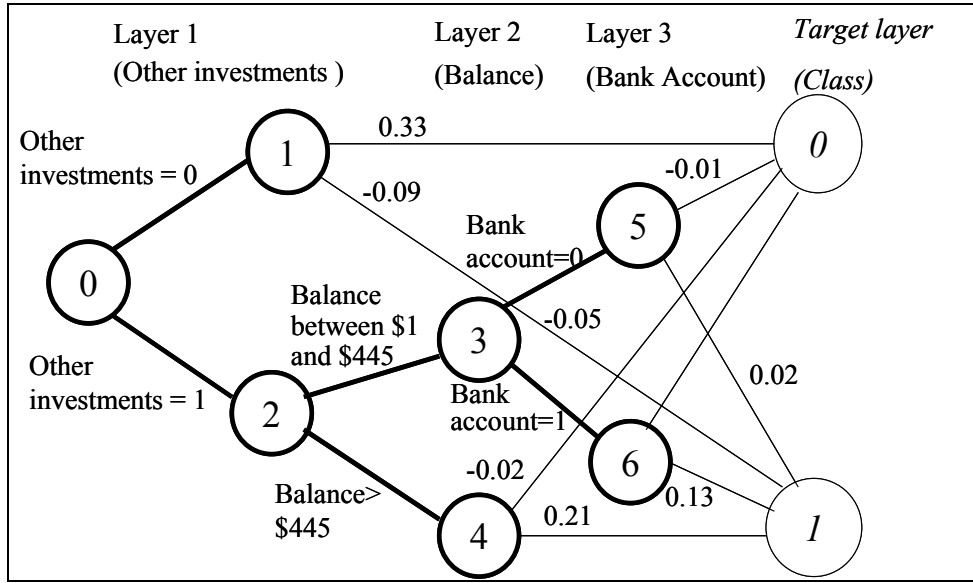 Layer 1
(Other investments )
Layer 2
(Balance)
Layer 3
(Bank Account)
Target layer
(Class)
Other
investments = 0
1
0.33
0
-0.09
-0.01
Bank
account=0
5
0
Balance
between $1
and $445
3
-0.05
Other
investments = 1
2
Bank
account=1
0.02
6
-0.02
0.13
Balance>
$445
4
0.21
1